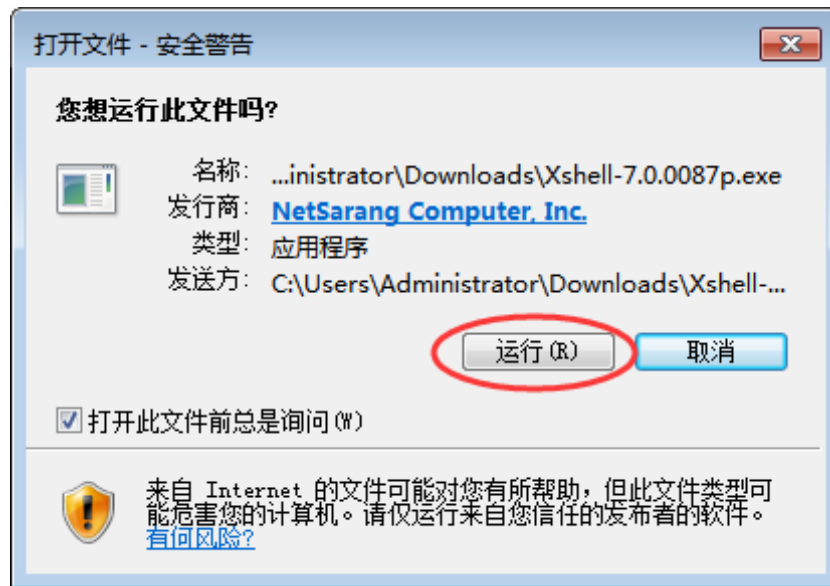 打开文件 - 安全警告
您想运行此文件吗?
名称: ...inistrator\Downloads\Xshell-7.0.0087p.exe
发行商: NetSarang Computer, Inc.
类型: 应用程序
发送方: C:\Users\Administrator\Downloads\Xshell-...
运行(R) 取消
打开此文件前总是询问(W)
来自 Internet 的文件可能对您有所帮助，但此文件类型可
能危害您的计算机。请仅运行来自您信任的发布者的软件。
有何风险?